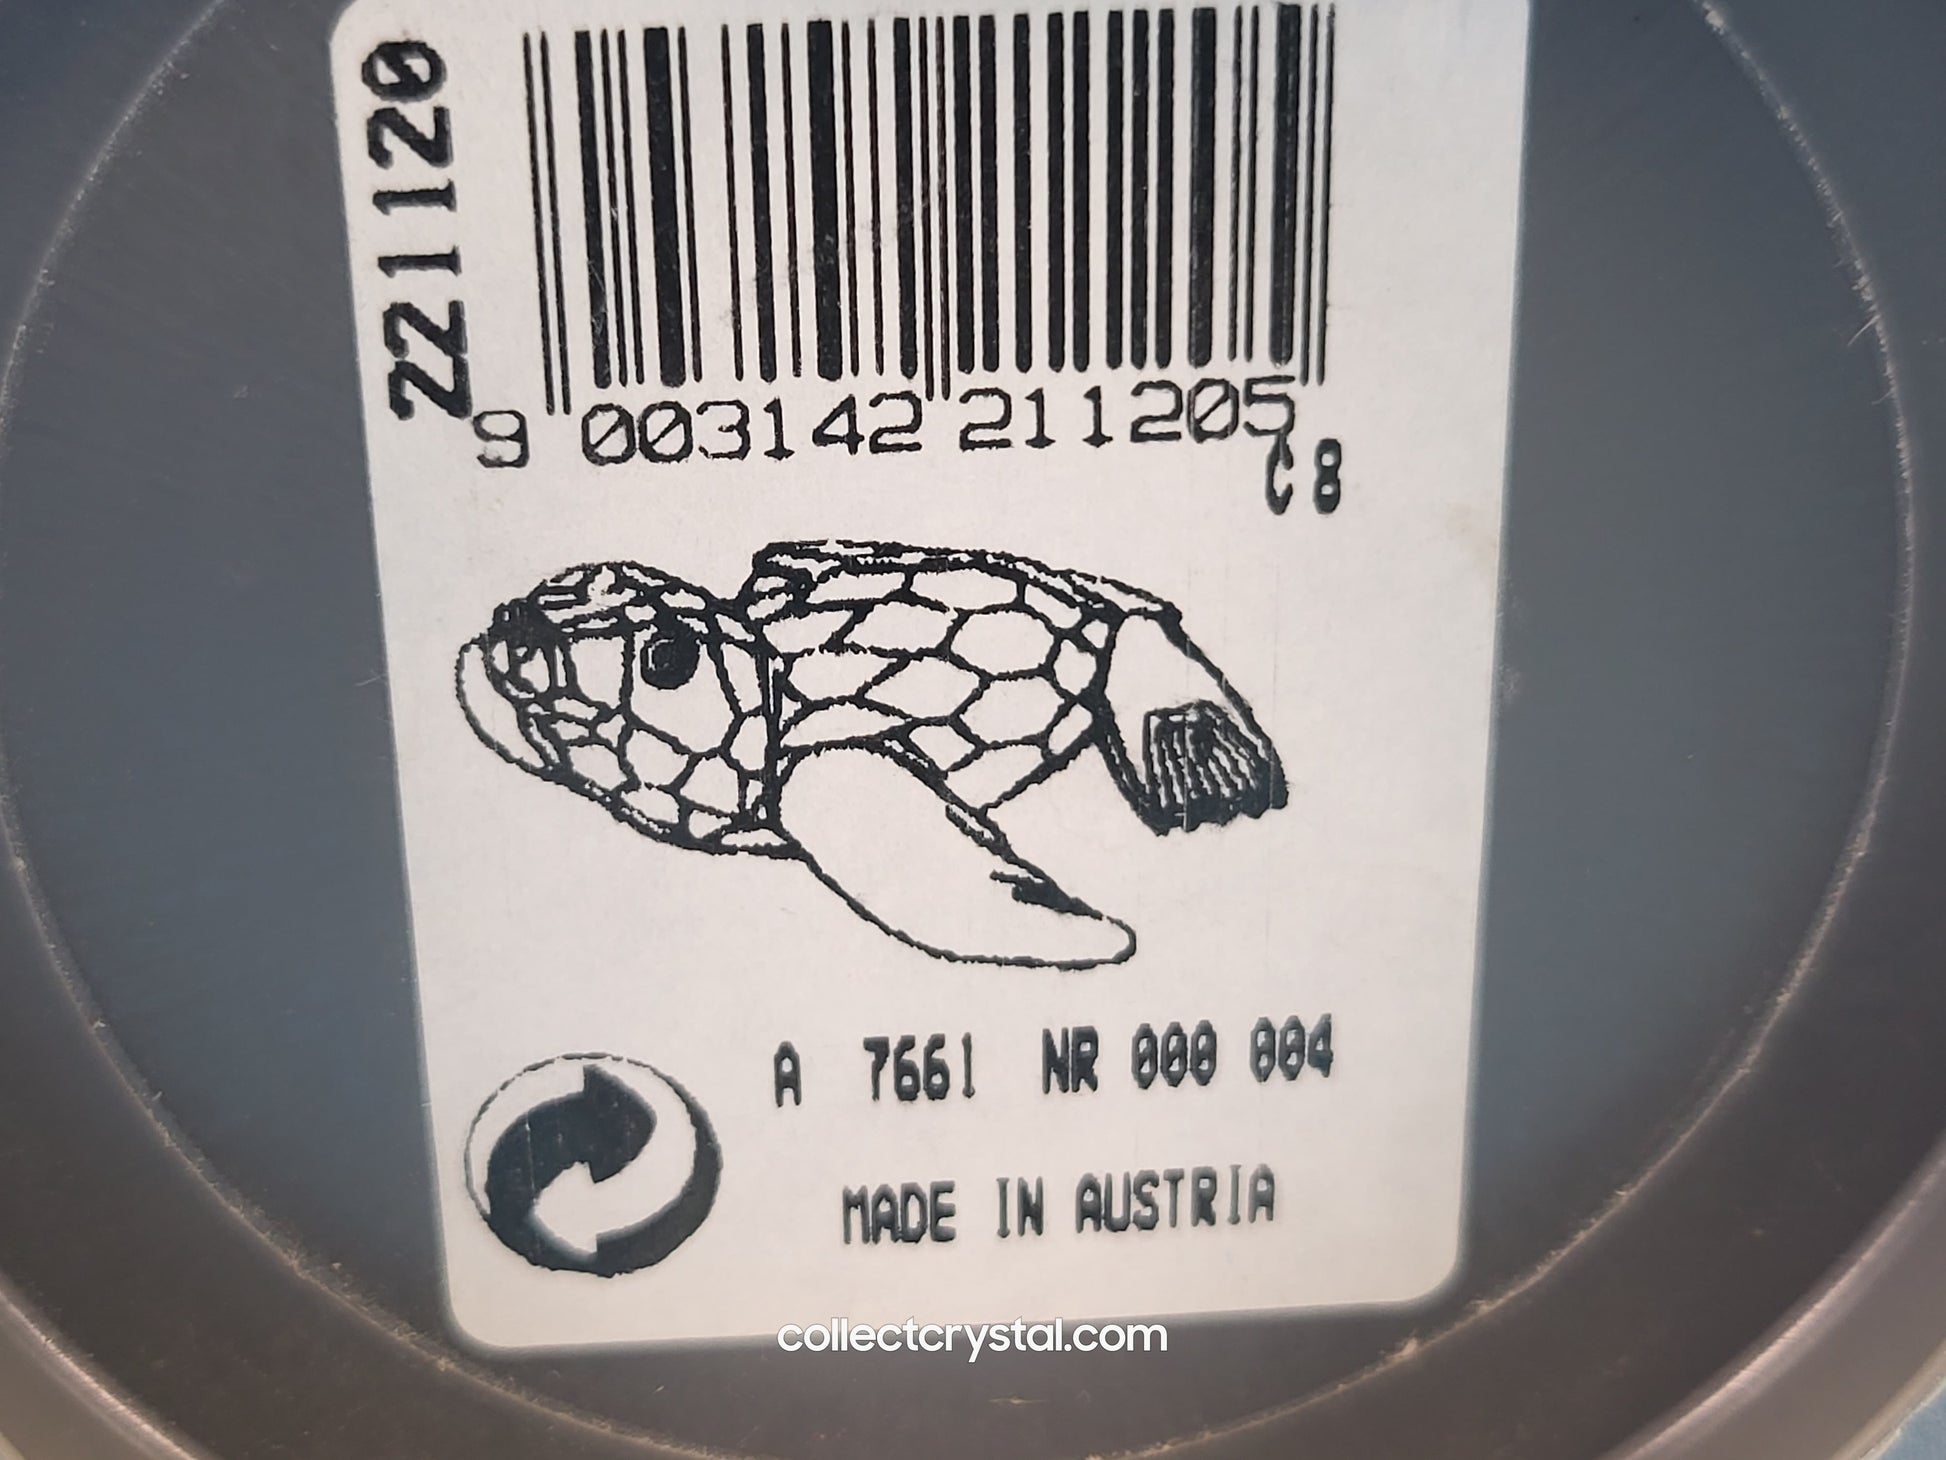 221120
9 003142 211205
C8
A 7661 NR 000 004
MADE IN AUSTRIA
collectcrystal.com